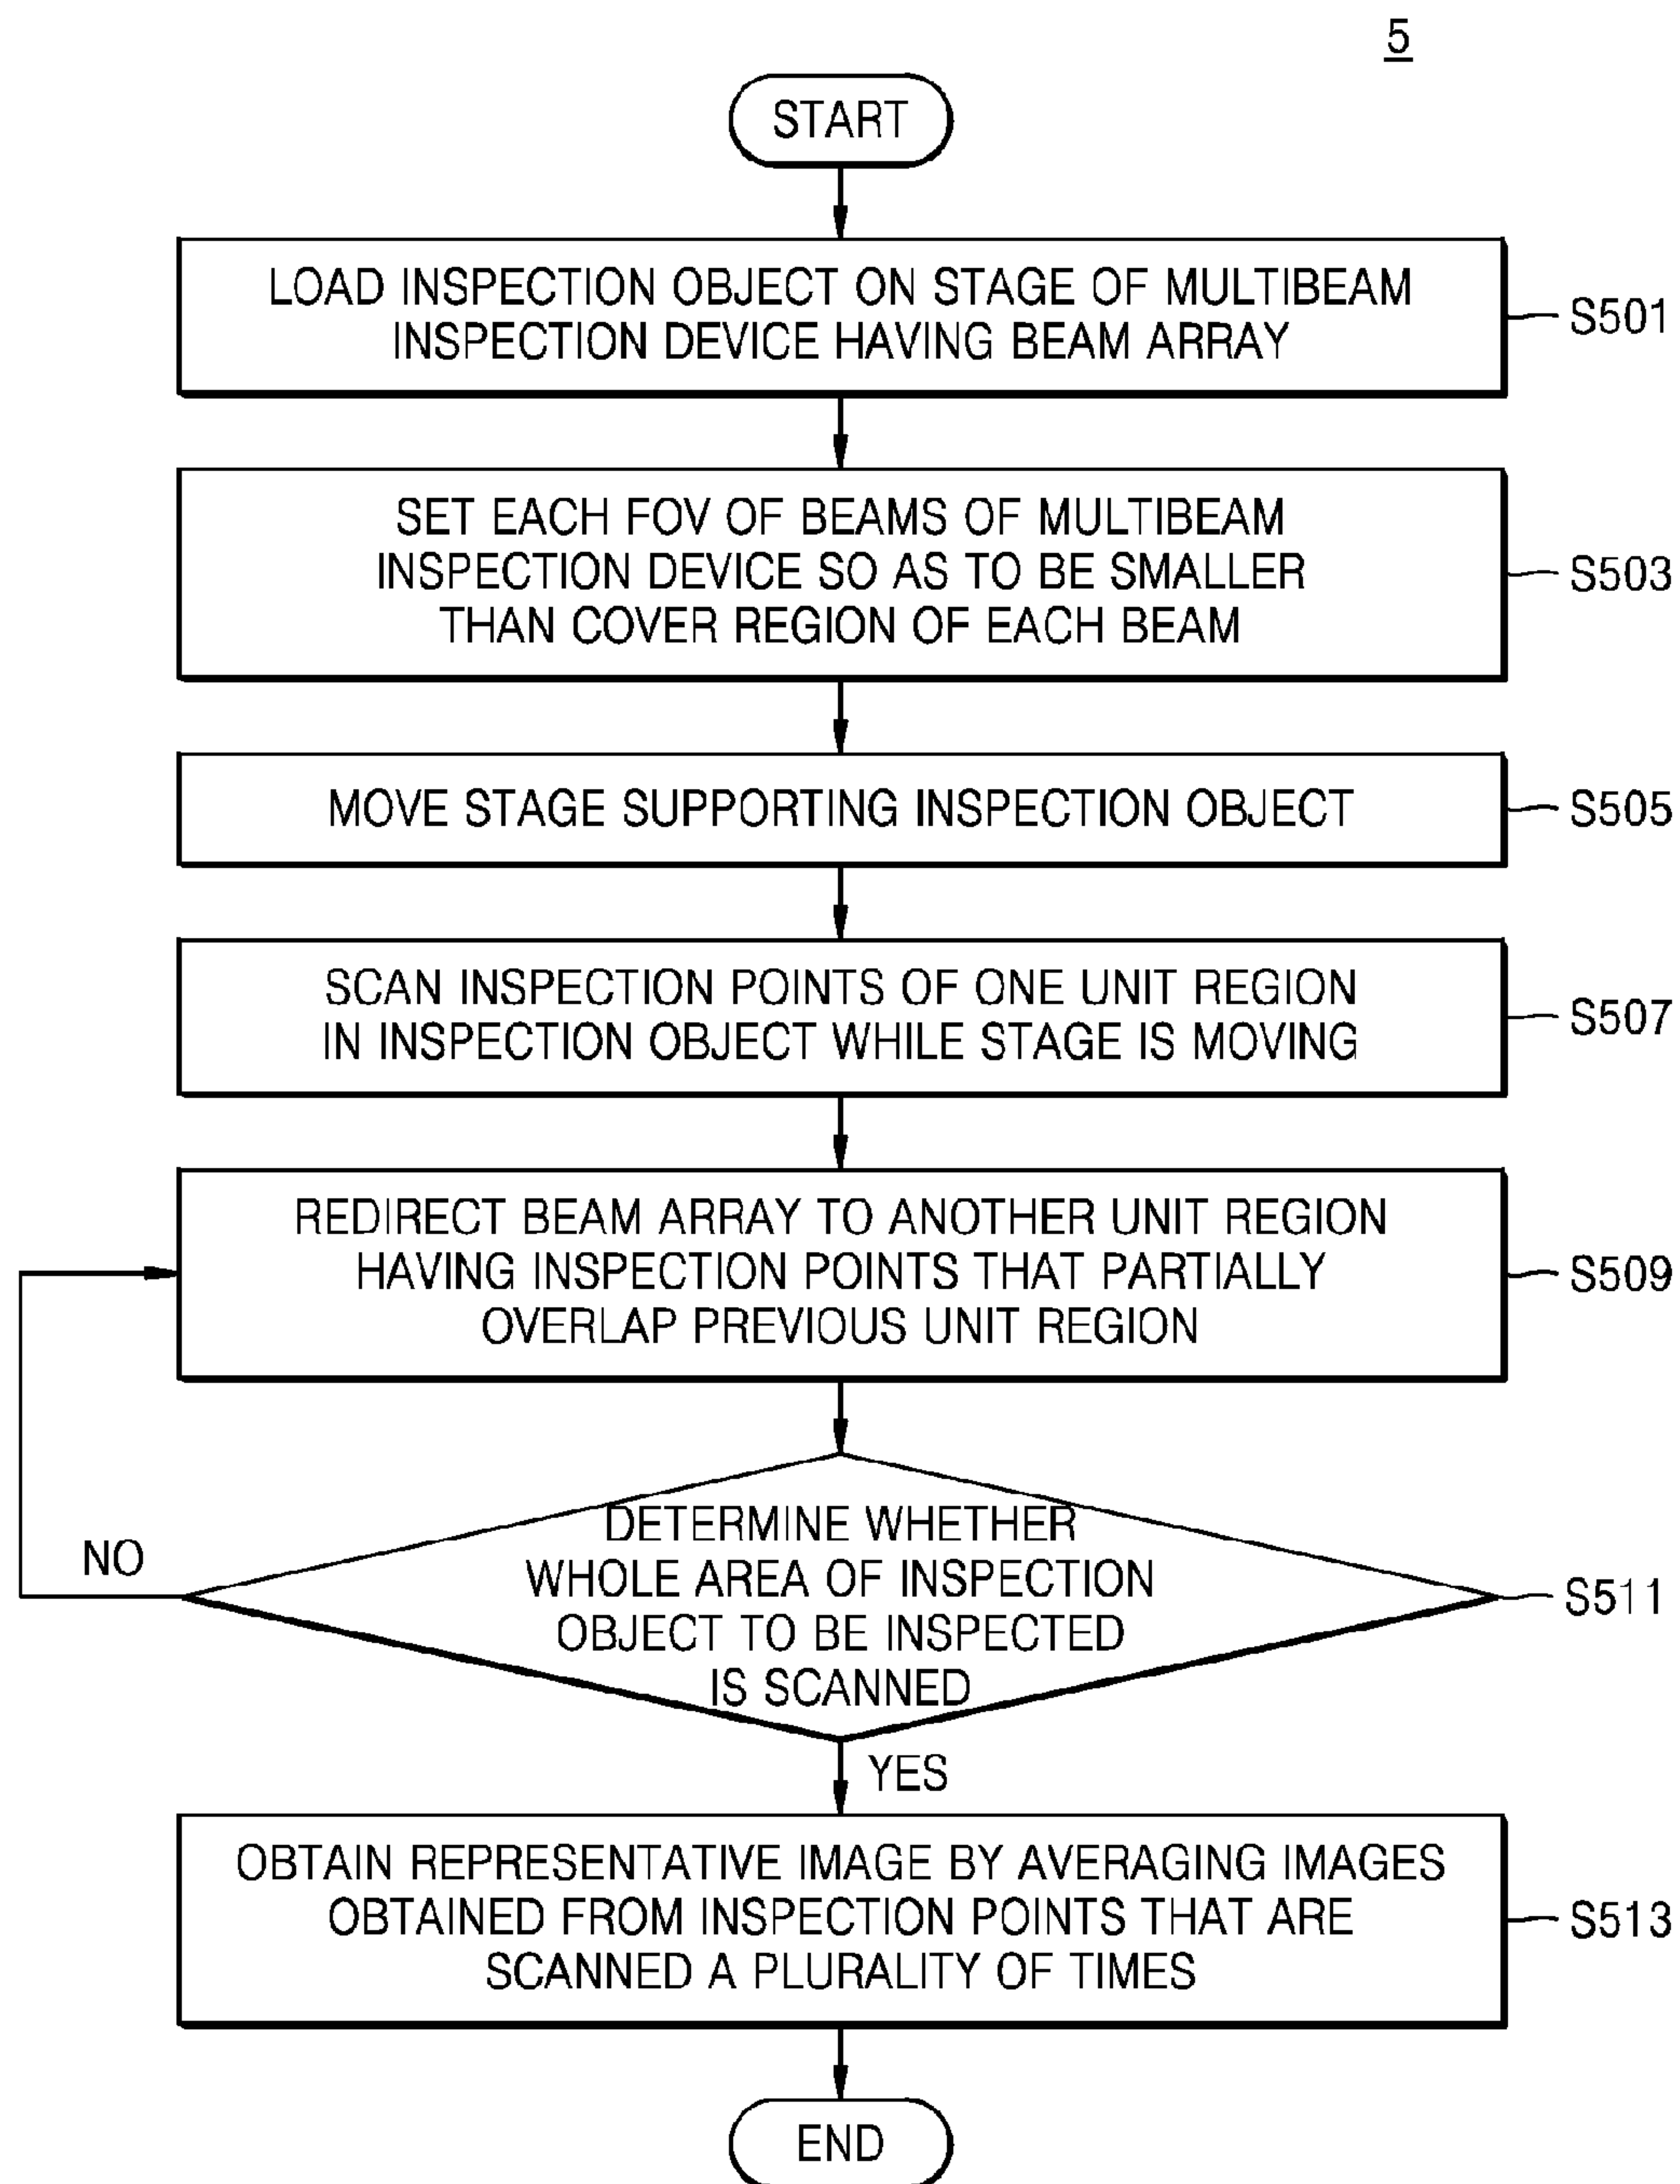 5
START
LOAD INSPECTION OBJECT ON STAGE OF MULTIBEAM
INSPECTION DEVICE HAVING BEAM ARRAY
S501
SET EACH FOV OF BEAMS OF MULTIBEAM
INSPECTION DEVICE SO AS TO BE SMALLER
THAN COVER REGION OF EACH BEAM
S503
MOVE STAGE SUPPORTING INSPECTION OBJECT
S505
SCAN INSPECTION POINTS OF ONE UNIT REGION
IN INSPECTION OBJECT WHILE STAGE IS MOVING
S507
REDIRECT BEAM ARRAY TO ANOTHER UNIT REGION
HAVING INSPECTION POINTS THAT PARTIALLY
OVERLAP PREVIOUS UNIT REGION
S509
DETERMINE WHETHER
WHOLE AREA OF INSPECTION
OBJECT TO BE INSPECTED
IS SCANNED
S511
NO
YES
OBTAIN REPRESENTATIVE IMAGE BY AVERAGING IMAGES
OBTAINED FROM INSPECTION POINTS THAT ARE
SCANNED A PLURALITY OF TIMES
S513
END